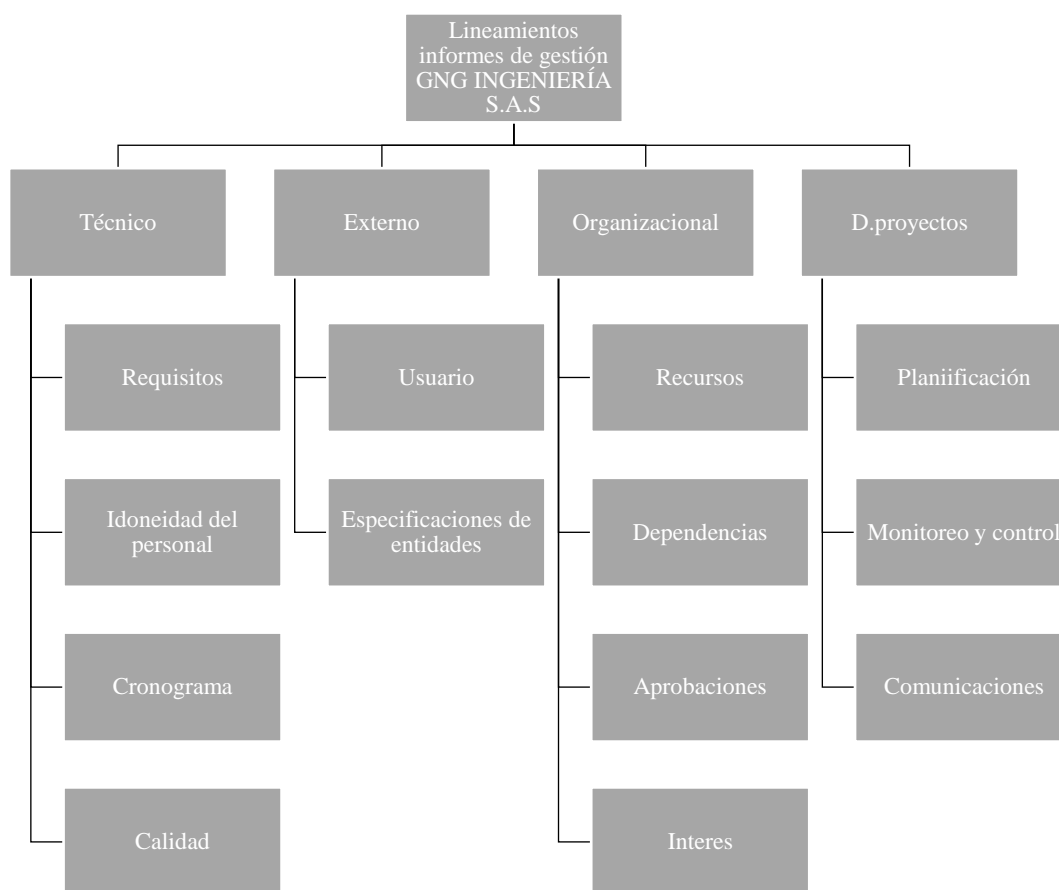 Lineamientos
informes de gestión
GNG INGENIERÍA
S.A.S
Técnico
Externo
Organizacional
D.proyectos
Requisitos
Usuario
Recursos
Planiificación
Idoneidad del
personal
Especificaciones de
entidades
Dependencias
Monitoreo y control
Cronograma
Aprobaciones
Comunicaciones
Calidad
Interes